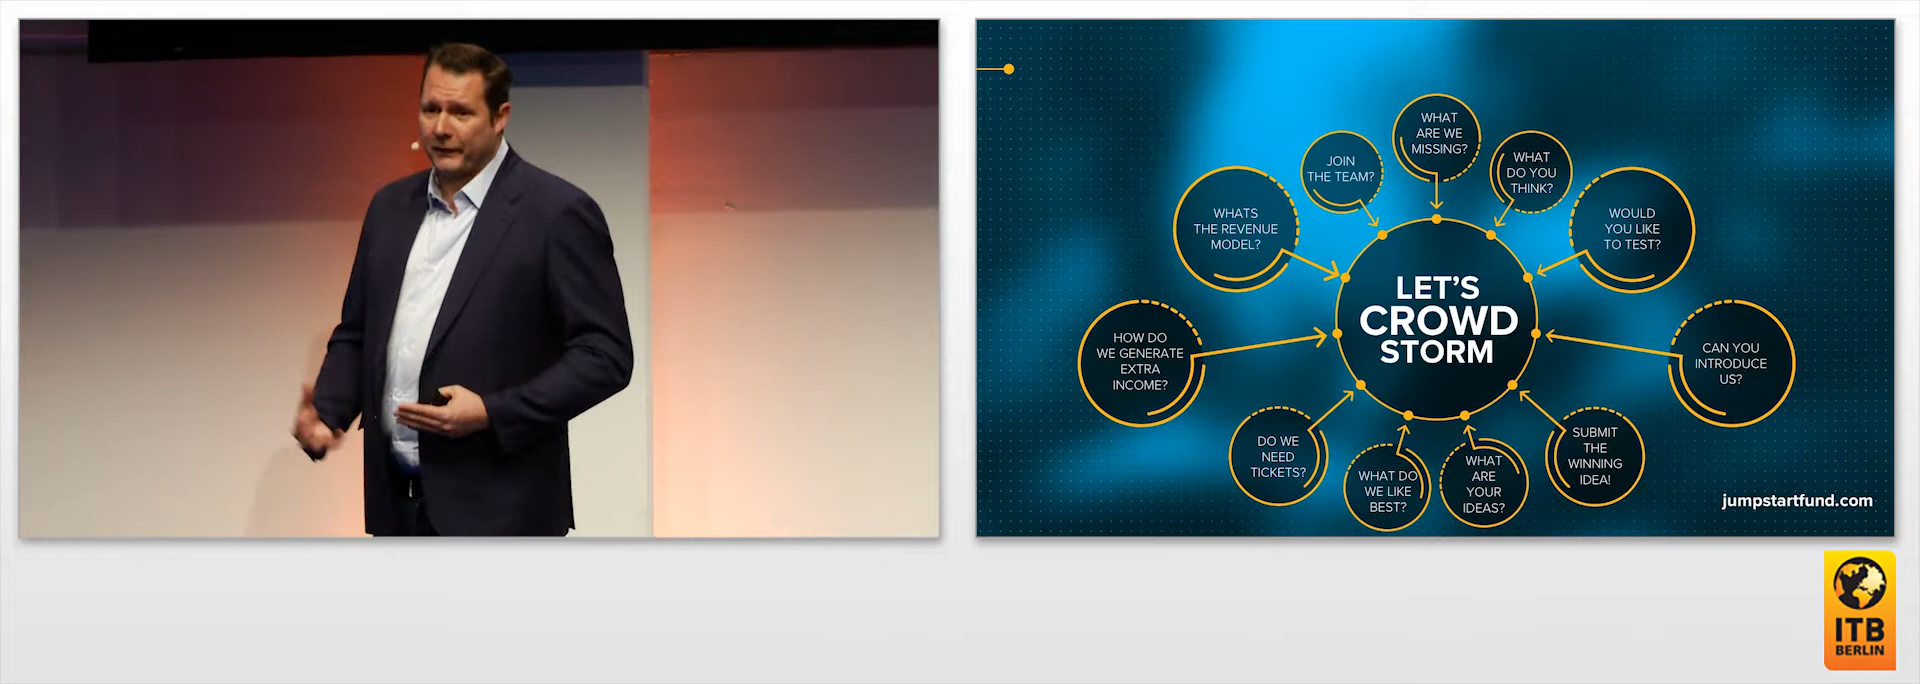 WHAT
ARE WE
MISSING?
JOIN
THE TEAM?
WHAT
DO YOU
THINK?
WHATS
THE REVENUE
MODEL?
WOULD
YOU LIKE
TO TEST?
LET'S
CROWD
STORM
HOW DO
WE GENERATE
EXTRA
INCOME?
CAN YOU
INTRODUCE
US?
DO WE
NEED
TICKETS?
WHAT DO
WE LIKE
BEST?
WHAT
ARE
YOUR
IDEAS?
SUBMIT
THE
WINNING
IDEA!
jumpstartfund.com
ITB
BERLIN